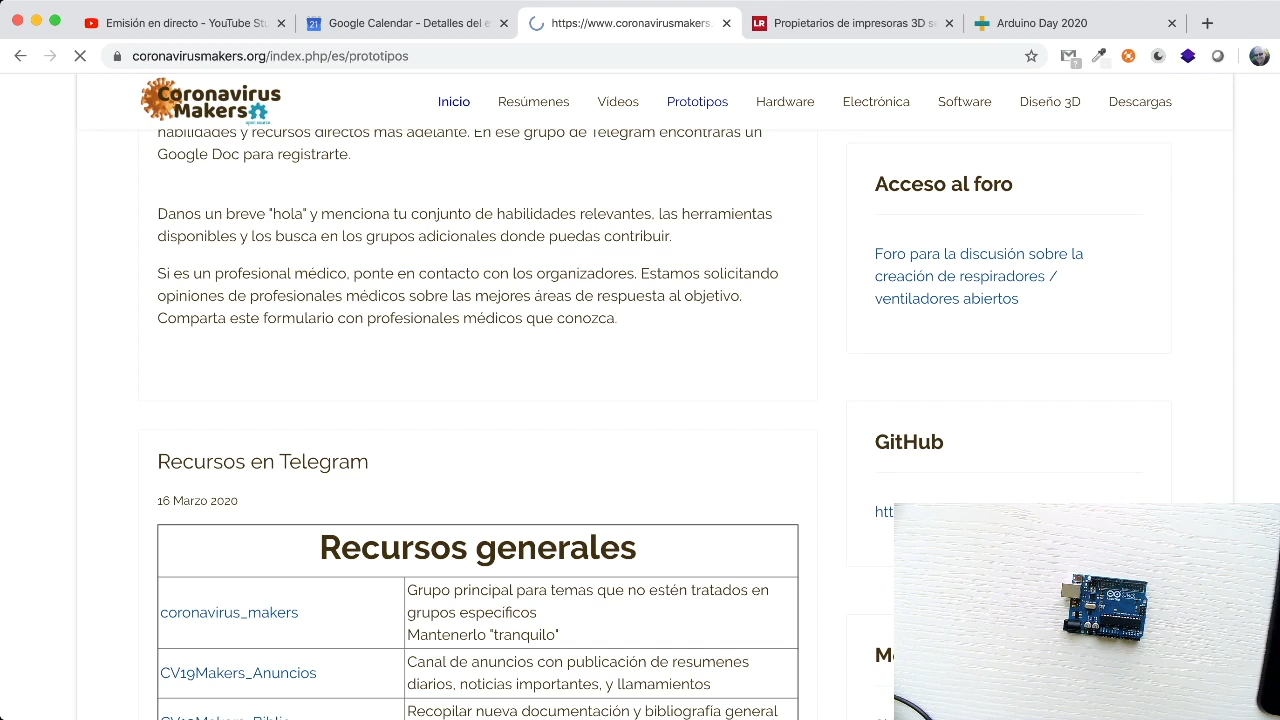 Emisión en directo - YouTube Stu
21
Google Calendar - Detalles del e
https://www.coronavirusmakers
LR
Propietarios de impresoras 3D se
Arduino Day 2020
coronavirusmakers.org/index.php/es/prototipos
Coronavirus
Makers
Inicio
Resúmenes
Vídeos
Prototipos
Hardware
Electrónica
Software
Diseño 3D
Descargas
habilidades y recursos directos más adelante. En ese grupo de Telegram encontrarás un
Google Doc para registrarte.
Danos un breve "hola" y menciona tu conjunto de habilidades relevantes, las herramientas
disponibles y los busca en los grupos adicionales donde puedas contribuir.
Si es un profesional médico, ponte en contacto con los organizadores. Estamos solicitando
opiniones de profesionales médicos sobre las mejores áreas de respuesta al objetivo.
Comparta este formulario con profesionales médicos que conozca.
Recursos en Telegram
16 Marzo 2020
Recursos generales
coronavirus_makers
Grupo principal para temas que no estén tratados en
grupos específicos
Mantenerlo "tranquilo"
CV19Makers_Anuncios
Canal de anuncios con publicación de resumenes
diarios, noticias importantes, y llamamientos
Recopilar nueva documentación y bibliografía general
Acceso al foro
Foro para la discusión sobre la
creación de respiradores /
ventiladores abiertos
GitHub
htt